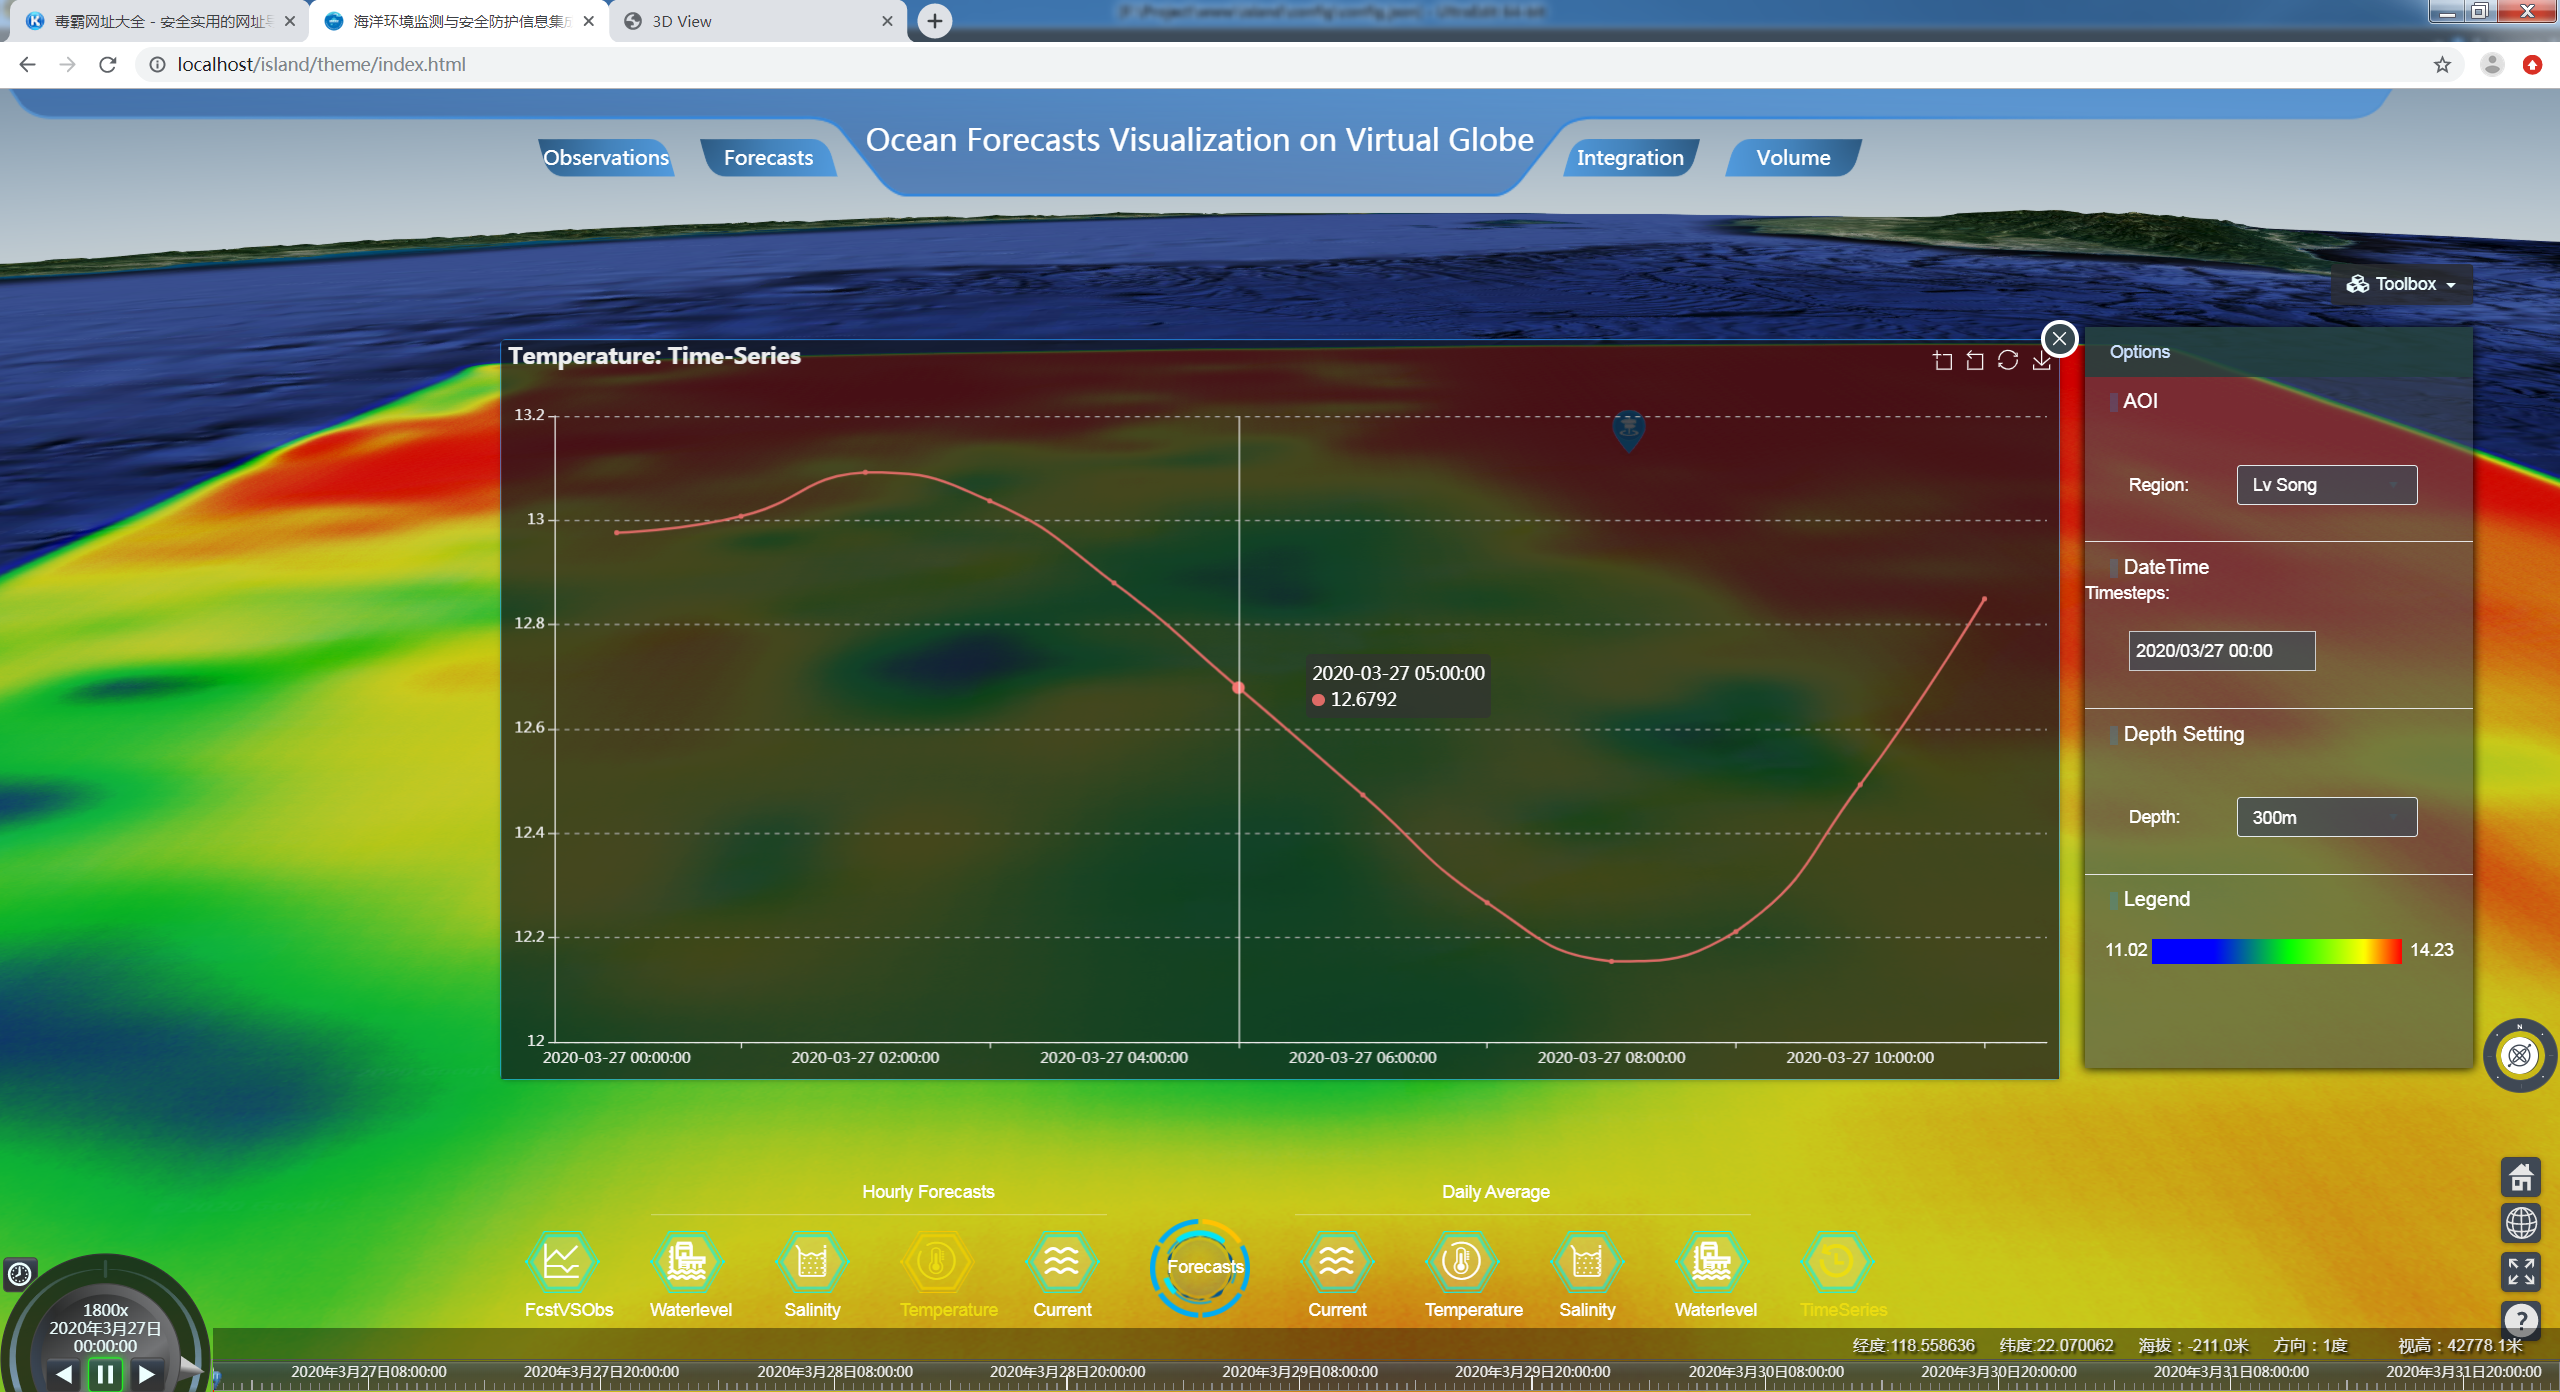 毒霸网址大全 - 安全实用的网址
海洋环境监测与安全防护信息集成
3D View
localhost/island/theme/index.html
Observations
Forecasts
Ocean Forecasts Visualization on Virtual Globe
Integration
Volume
Toolbox
Temperature: Time-Series
13.2
13
12.8
12.6
12.4
12.2
12
2020-03-27 05:00:00
12.6792
2020-03-27 00:00:00
2020-03-27 02:00:00
2020-03-27 04:00:00
2020-03-27 06:00:00
2020-03-27 08:00:00
2020-03-27 10:00:00
Options
AOI
Region:
Lv Song
DateTime
Timesteps:
2020/03/27 00:00
Depth Setting
Depth:
300m
Legend
11.02
14.23
N
Hourly Forecasts
Daily Average
FcstVSObs
Waterlevel
Salinity
Temperature
Current
Forecasts
Current
Temperature
Salinity
Waterlevel
TimeSeries
?
1800x
2020年3月27日
00:00:00
经度:118.558636
纬度:22.070062
海拔：-211.0米
方向：1度
视高：42778.1米
2020年3月27日08:00:00
2020年3月27日20:00:00
2020年3月28日08:00:00
2020年3月28日20:00:00
2020年3月29日08:00:00
2020年3月29日20:00:00
2020年3月30日08:00:00
2020年3月30日20:00:00
2020年3月31日08:00:00
2020年3月31日20:00:00